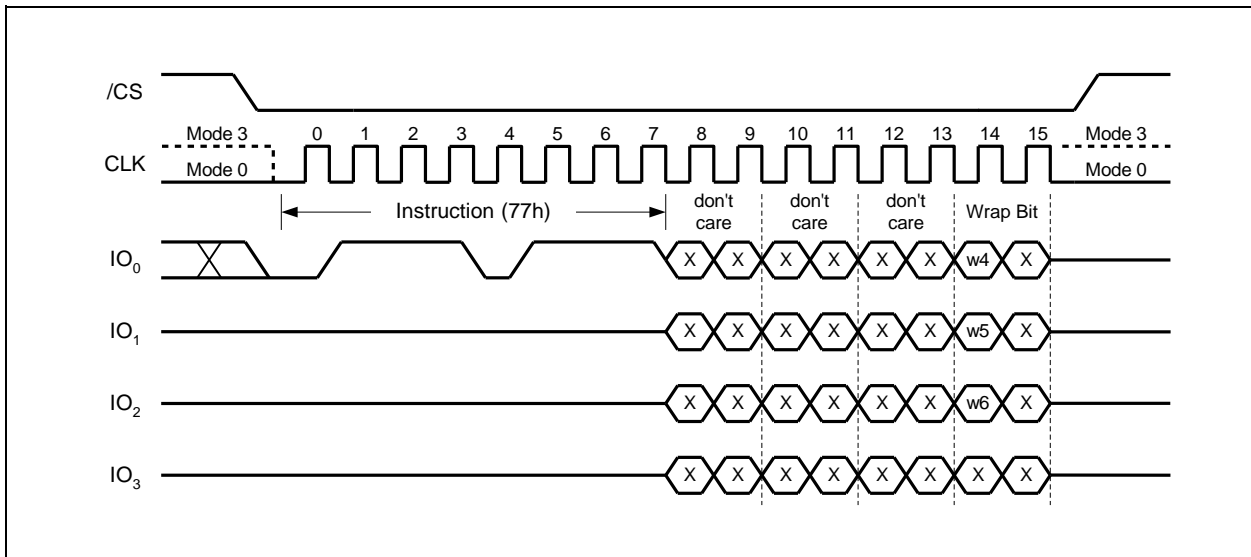 /CS
Mode 3 0 1 2 3 4 5 6 7 8 9 10 11 12 13 14 15 Mode 3
CLK
Mode 0 Mode 0
Instruction (77h) don't care don't care don't care Wrap Bit
IO0 X X X X X X X w4 X
IO1 X X X X X X w5 X
IO2 X X X X X X w6 X
IO3 X X X X X X X X